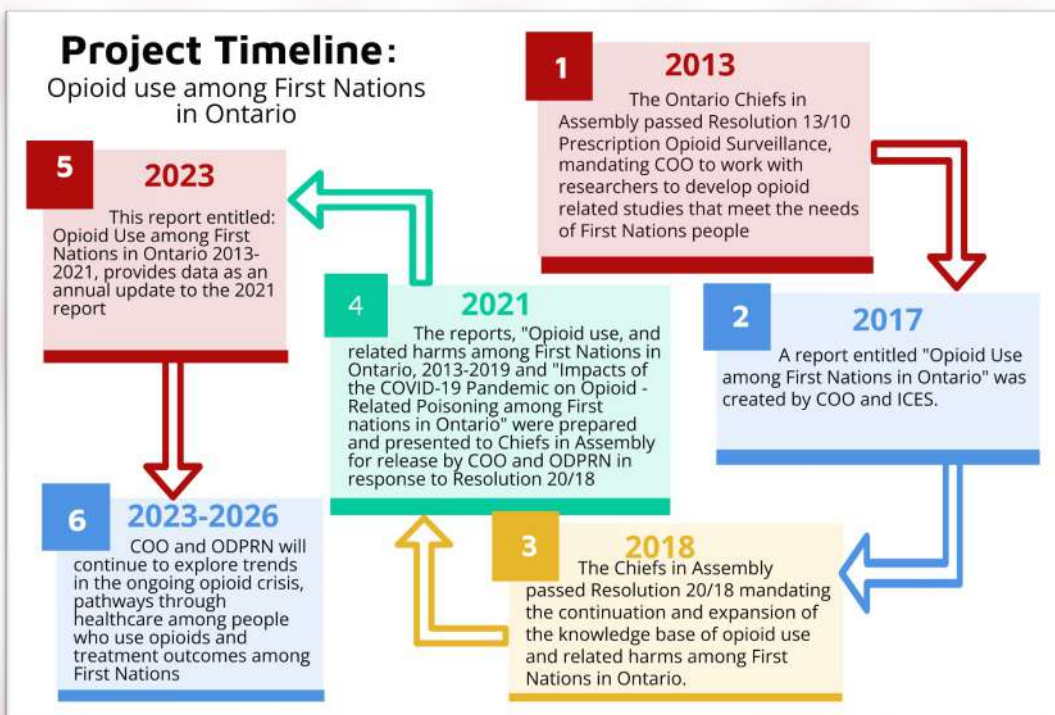 Project Timeline:
Opioid use among First Nations
in Ontario
1
2013
The Ontario Chiefs in
Assembly passed Resolution 13/10
Prescription Opioid Surveillance,
mandating COO to work with
researchers to develop opioid
related studies that meet the needs
of First Nations people
2
2017
A report entitled "Opioid Use
among First Nations in Ontario" was
created by COO and ICES.
3
2018
The Chiefs in Assembly
passed Resolution 20/18 mandating
the continuation and expansion of
the knowledge base of opioid use
and related harms among First
Nations in Ontario.
4
2021
The reports, "Opioid use, and
related harms among First Nations in
Ontario, 2013-2019 and "Impacts of
the COVID-19 Pandemic on Opioid -
Related Poisoning among First
nations in Ontario" were prepared
and presented to Chiefs in Assembly
for release by COO and ODPRN in
response to Resolution 20/18
5
2023
This report entitled:
Opioid Use among First
Nations in Ontario 2013-
2021, provides data as an
annual update to the 2021
report
6
2023-2026
COO and ODPRN will
continue to explore trends
in the ongoing opioid crisis,
pathways through
healthcare among people
who use opioids and
treatment outcomes among
First Nations